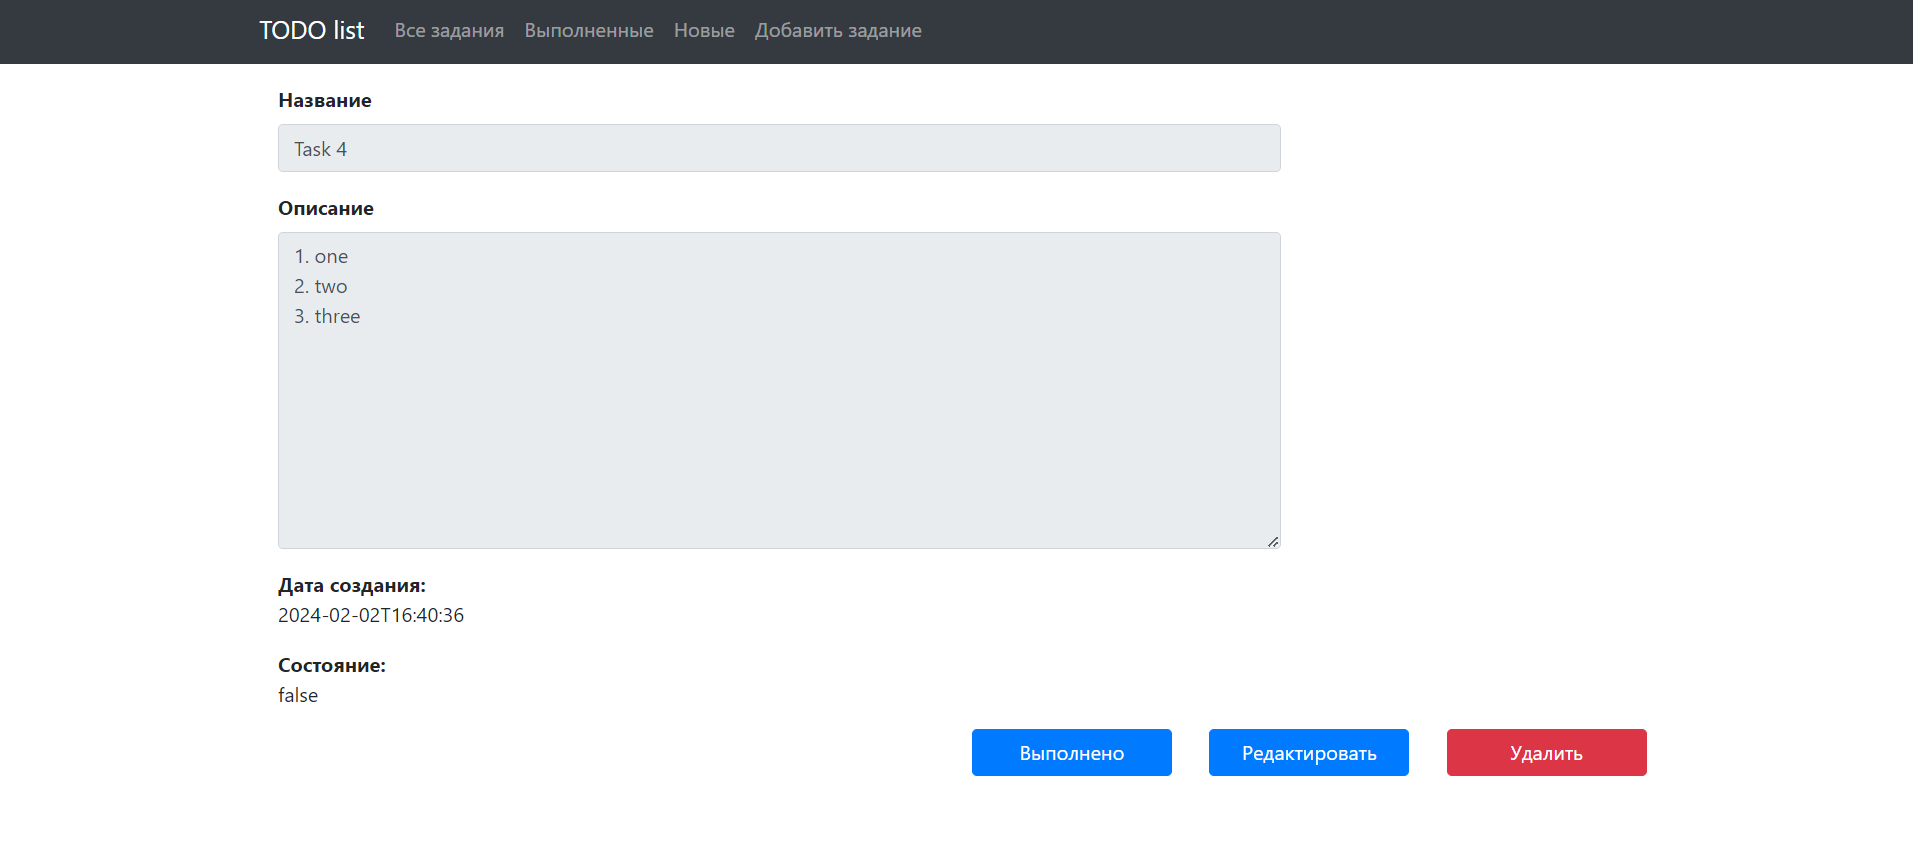 TODO list Все задания Выполненные Новые Добавить задание
Название
Task 4
Описание
1. one
2. two
3. three
Дата создания:
2024-02-02T16:40:36
Состояние:
false
Выполнено Редактировать Удалить